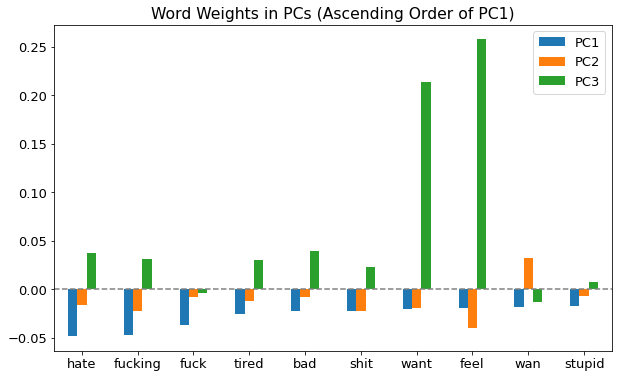 Word Weights in PCs (Ascending Order of PC1)
PC1
PC2
PC3
0.25
0.20
0.15
0.10
0.05
0.00
−0.05
hate fucking fuck tired bad shit want feel wan stupid